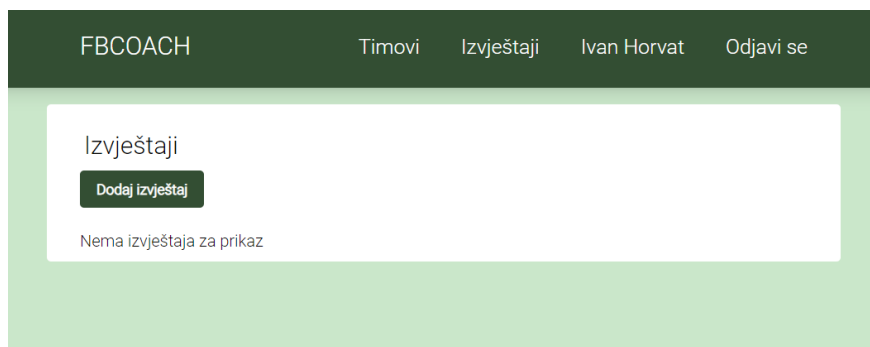 FBCOACH Timovi Izvještaji Ivan Horvat Odjavi se
Izvještaji
Dodaj izvještaj
Nema izvještaja za prikaz